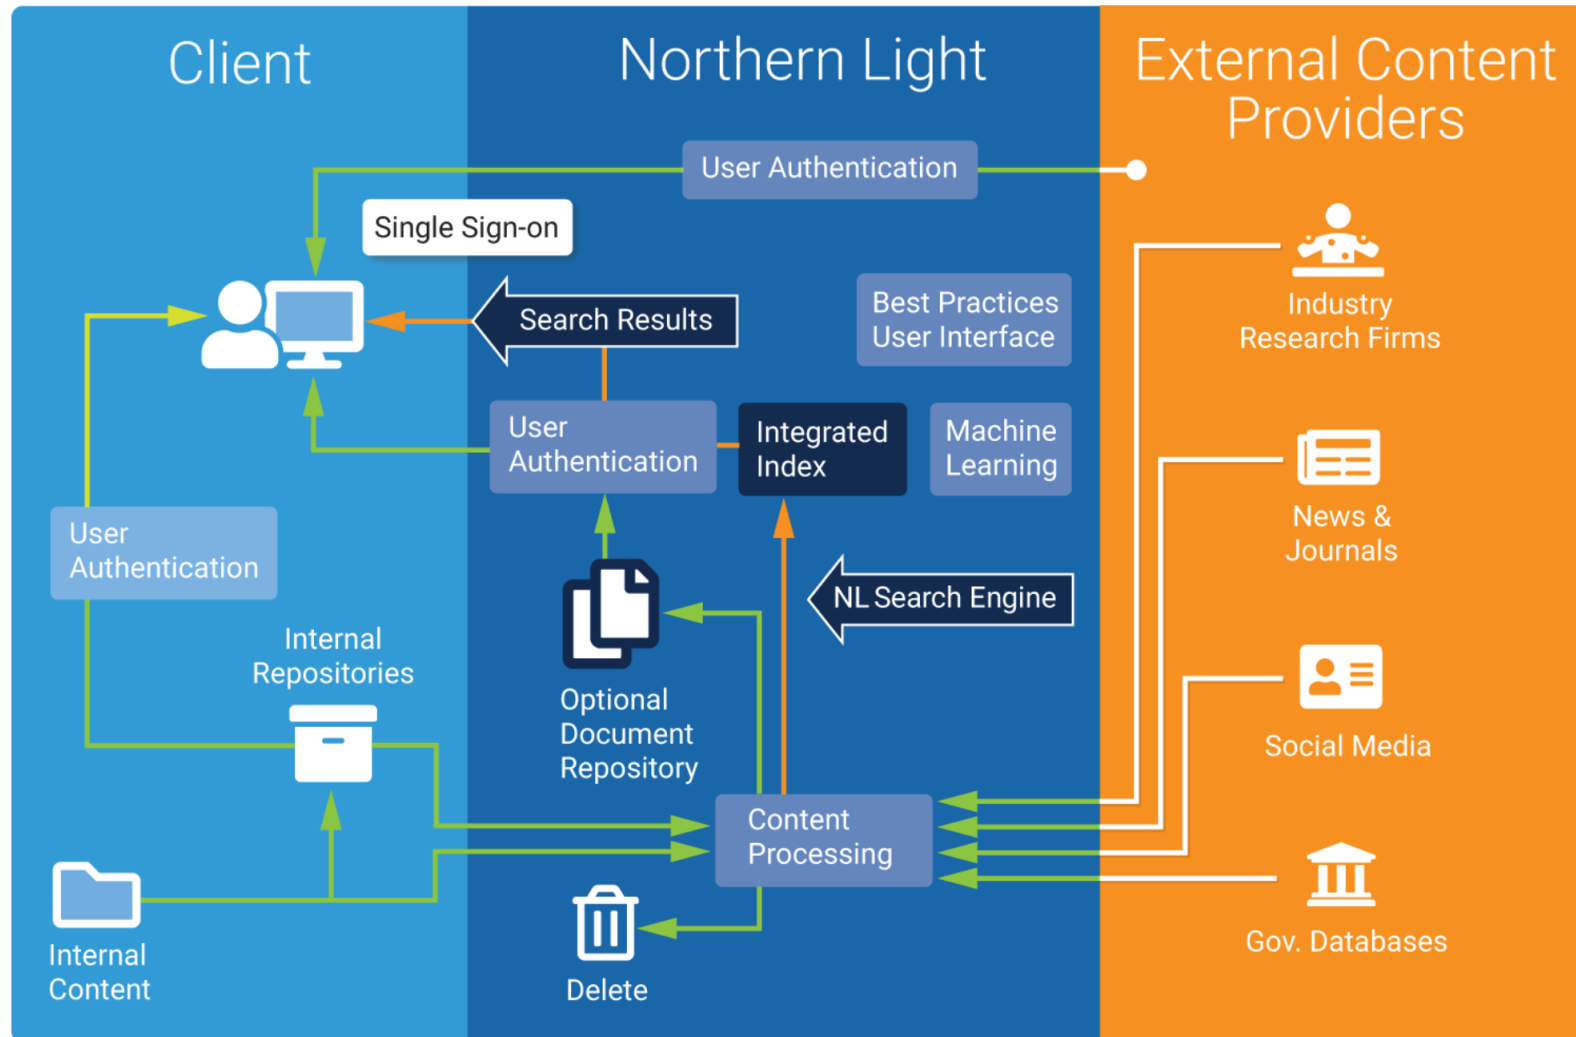 Client
Northern Light
External Content
Providers
User Authentication
Single Sign-on
Search Results
Best Practices
User Interface
Industry
Research Firms
User
Authentication
Integrated
Index
Machine
Learning
News &
Journals
User
Authentication
NL Search Engine
Internal
Repositories
Optional
Document
Repository
Social Media
Content
Processing
Gov. Databases
Internal
Content
Delete